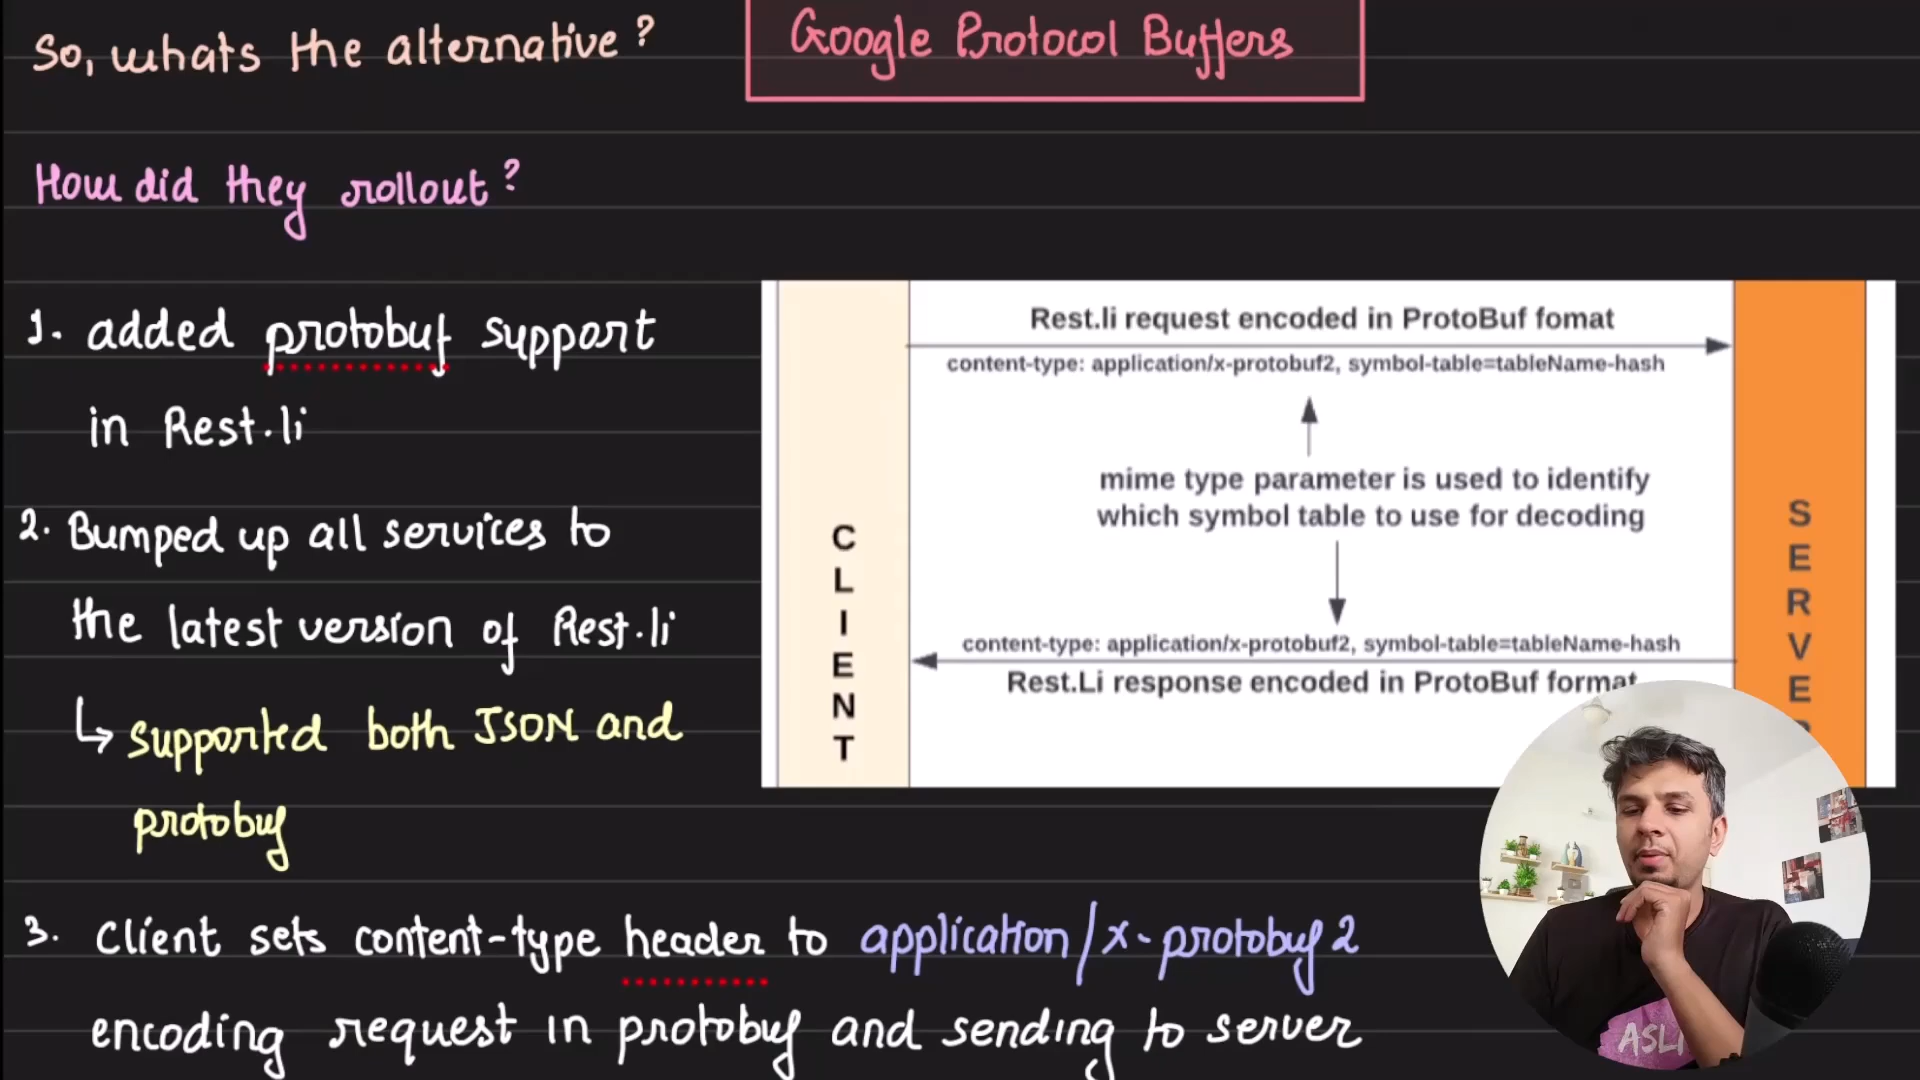 So, whats the alternative?
Google Protocol Buffers
How did they rollout?
1. added protobuf support
in Rest.li
2. Bumped up all services to
the latest version of Rest.li
↳ supported both JSON and
protobuf
Rest.li request encoded in ProtoBuf fomat
content-type: application/x-protobuf2, symbol-table=tableName-hash
mime type parameter is used to identify
which symbol table to use for decoding
content-type: application/x-protobuf2, symbol-table=tableName-hash
Rest.Li response encoded in ProtoBuf format
CLIENT
SERVE
3. Client sets content-type header to application/x-protobuf2
encoding request in protobuf and sending to server
ASLI